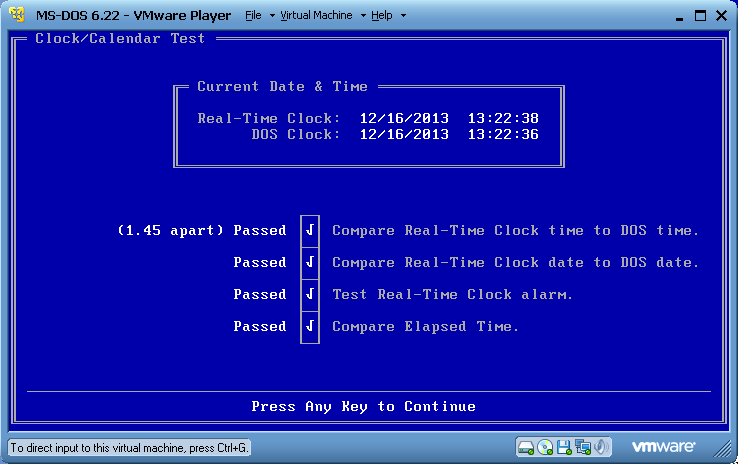 MS-DOS 6.22 - VMware Player File Virtual Machine Help
Clock/Calendar Test
Current Date & Time
Real-Time Clock: 12/16/2013 13:22:38
DOS Clock: 12/16/2013 13:22:36
(1.45 apart) Passed √ Compare Real-Time Clock time to DOS time.
Passed √ Compare Real-Time Clock date to DOS date.
Passed √ Test Real-Time Clock alarm.
Passed √ Compare Elapsed Time.
Press Any Key to Continue
To direct input to this virtual machine, press Ctrl+G.
vmware